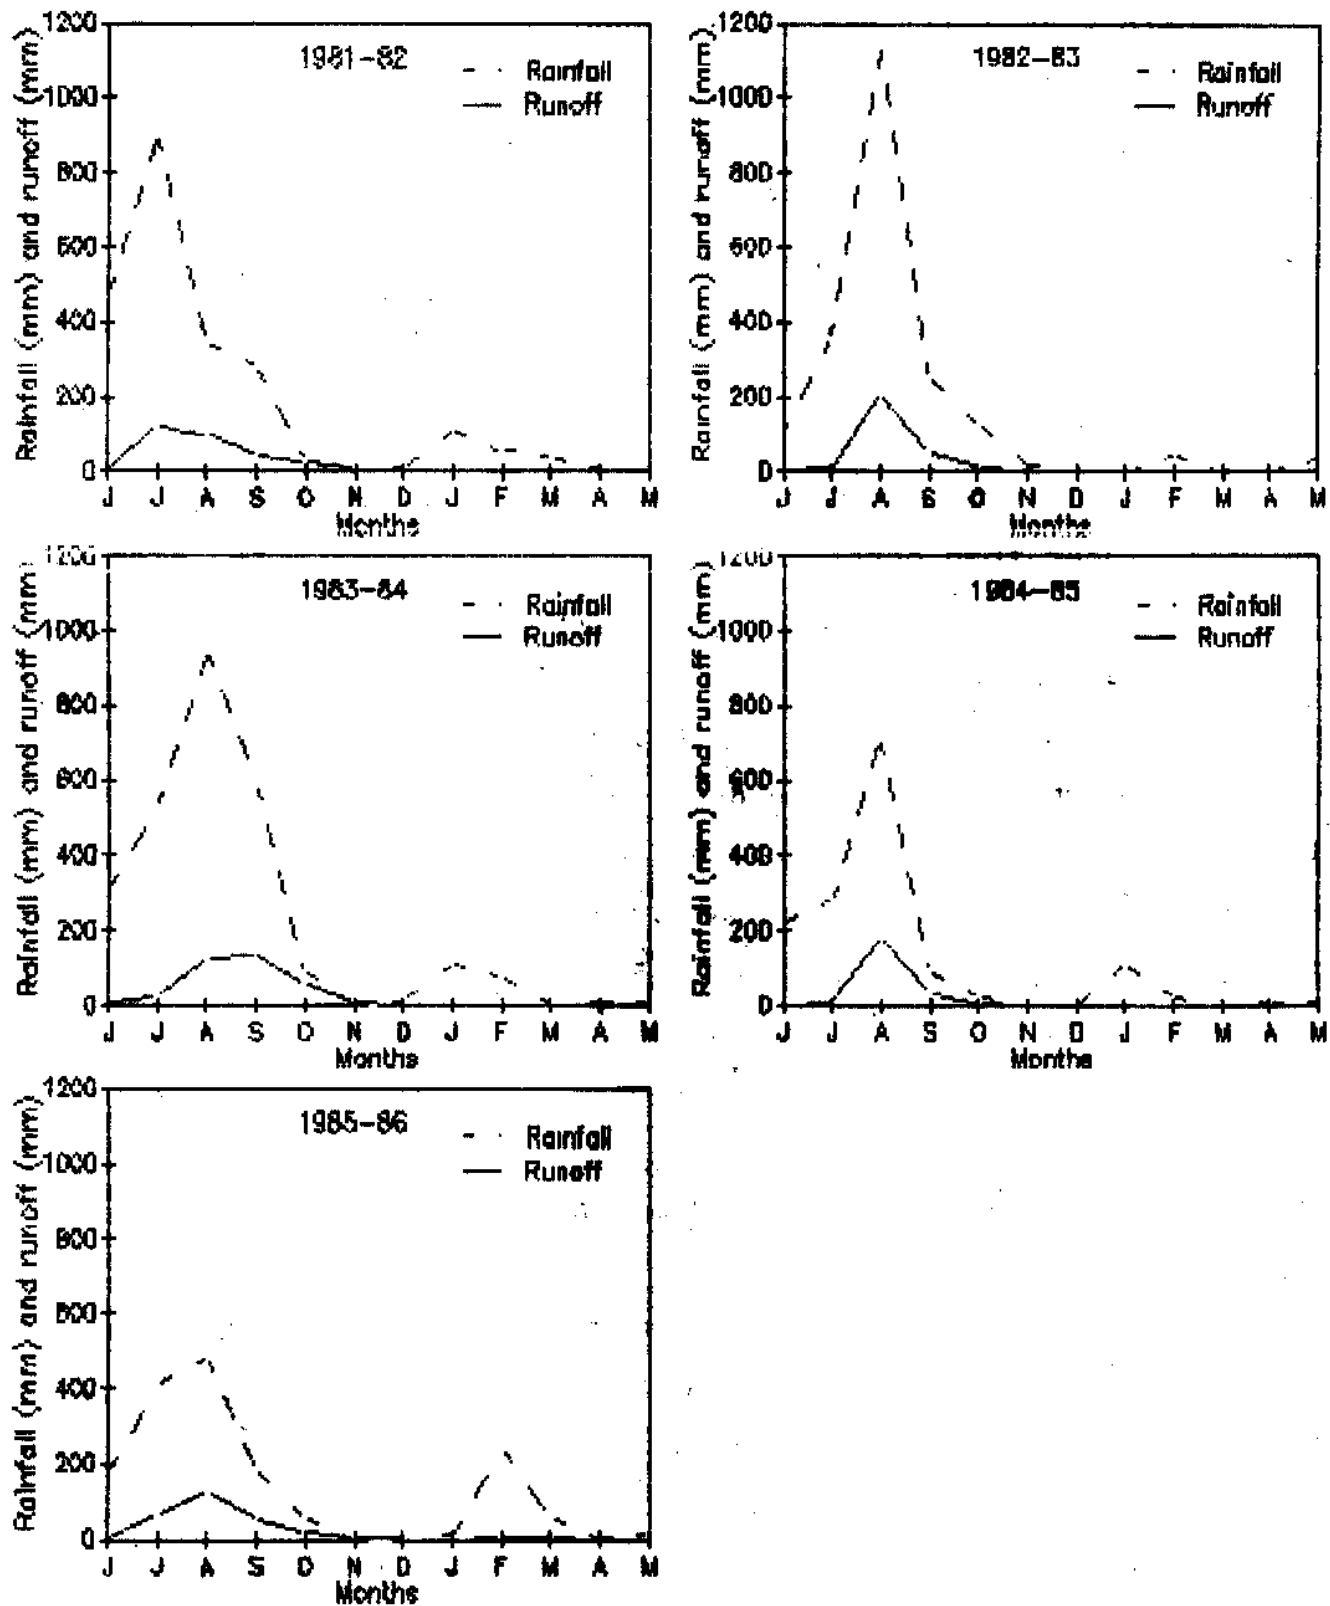 1981-82
Rainfall
Runoff
Rainfall (mm) and runoff (mm)
1200
1000
800
600
400
200
0
J J A S O N D J F M A M
Months
1982-83
Rainfall
Runoff
Rainfall (mm) and runoff (mm)
1200
1000
800
600
400
200
0
J J A S O N D J F M A M
Months
1983-84
Rainfall
Runoff
Rainfall (mm) and runoff (mm)
1200
1000
800
600
400
200
0
J J A S O N D J F M A M
Months
1984-85
Rainfall
Runoff
Rainfall (mm) and runoff (mm)
1200
1000
800
600
400
200
0
J J A S O N D J F M A M
Months
1985-86
Rainfall
Runoff
Rainfall (mm) and runoff (mm)
1200
1000
800
600
400
200
0
J J A S O N D J F M A M
Months